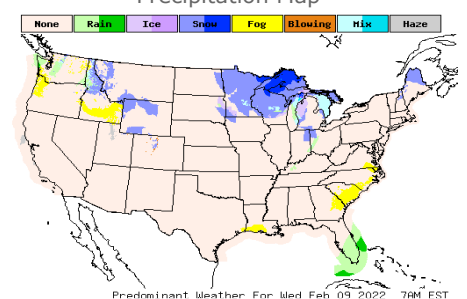 Precipitation Map
None Rain Ice Snow Fog Blowing Mix Haze
Predominant Weather For Wed Feb 09 2022 7AM EST